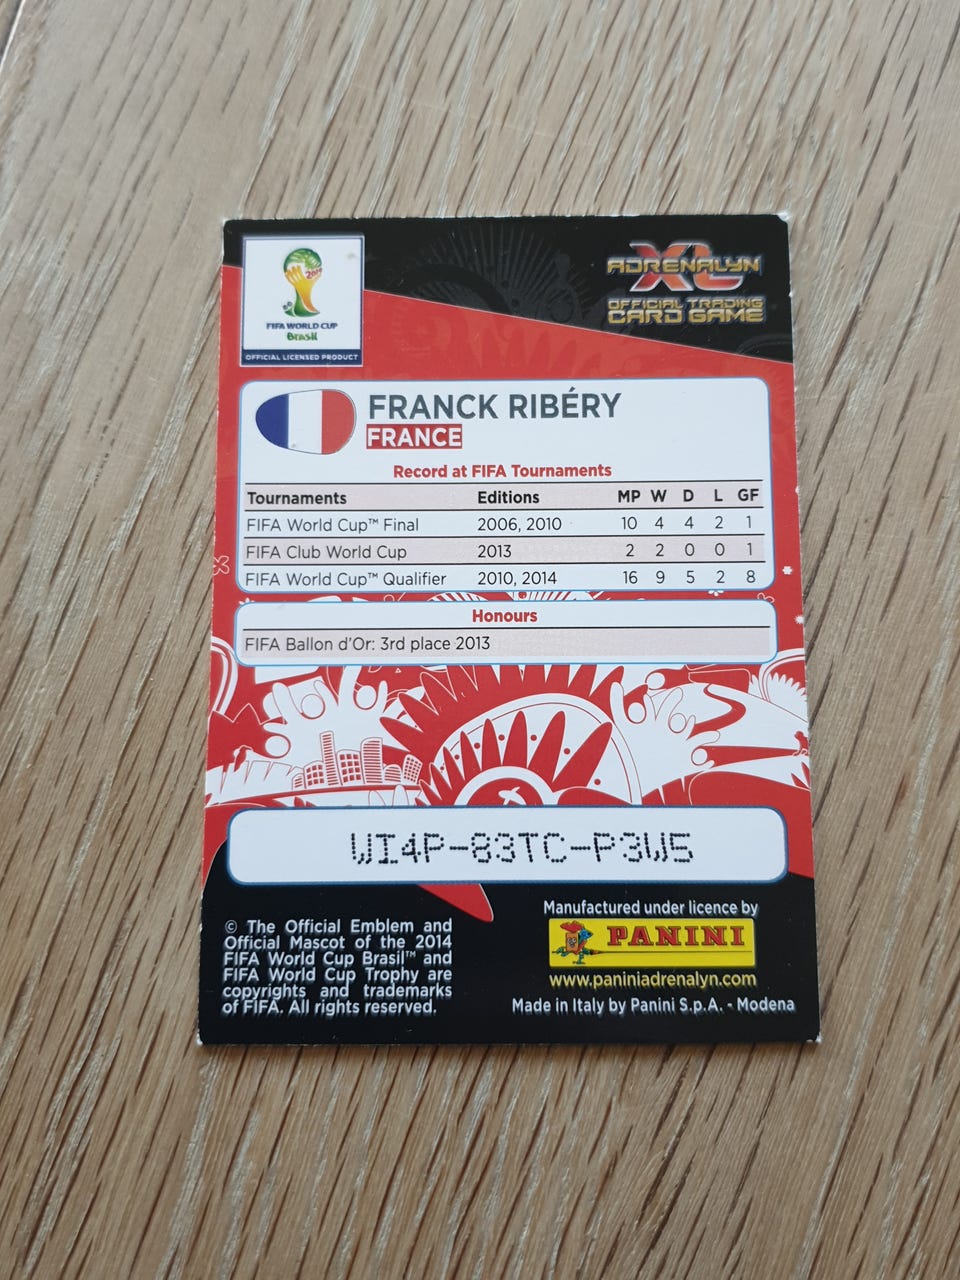 2014
FIFA WORLD CUP
Brasil
OFFICIAL LICENSED PRODUCT
XL
ADRENALYN
OFFICIAL TRADING
CARD GAME
FRANCK RIBÉRY
FRANCE
Record at FIFA Tournaments
Tournaments Editions MP W D L GF
FIFA World Cup™ Final 2006, 2010 10 4 4 2 1
FIFA Club World Cup 2013 2 2 0 0 1
FIFA World Cup™ Qualifier 2010, 2014 16 9 5 2 8
Honours
FIFA Ballon d'Or: 3rd place 2013
WI4P-83TC-P3W5
© The Official Emblem and
Official Mascot of the 2014
FIFA World Cup Brasil™ and
FIFA World Cup Trophy are
copyrights and trademarks
of FIFA. All rights reserved.
Manufactured under licence by
PANINI
www.paniniadrenalyn.com
Made in Italy by Panini S.p.A. - Modena